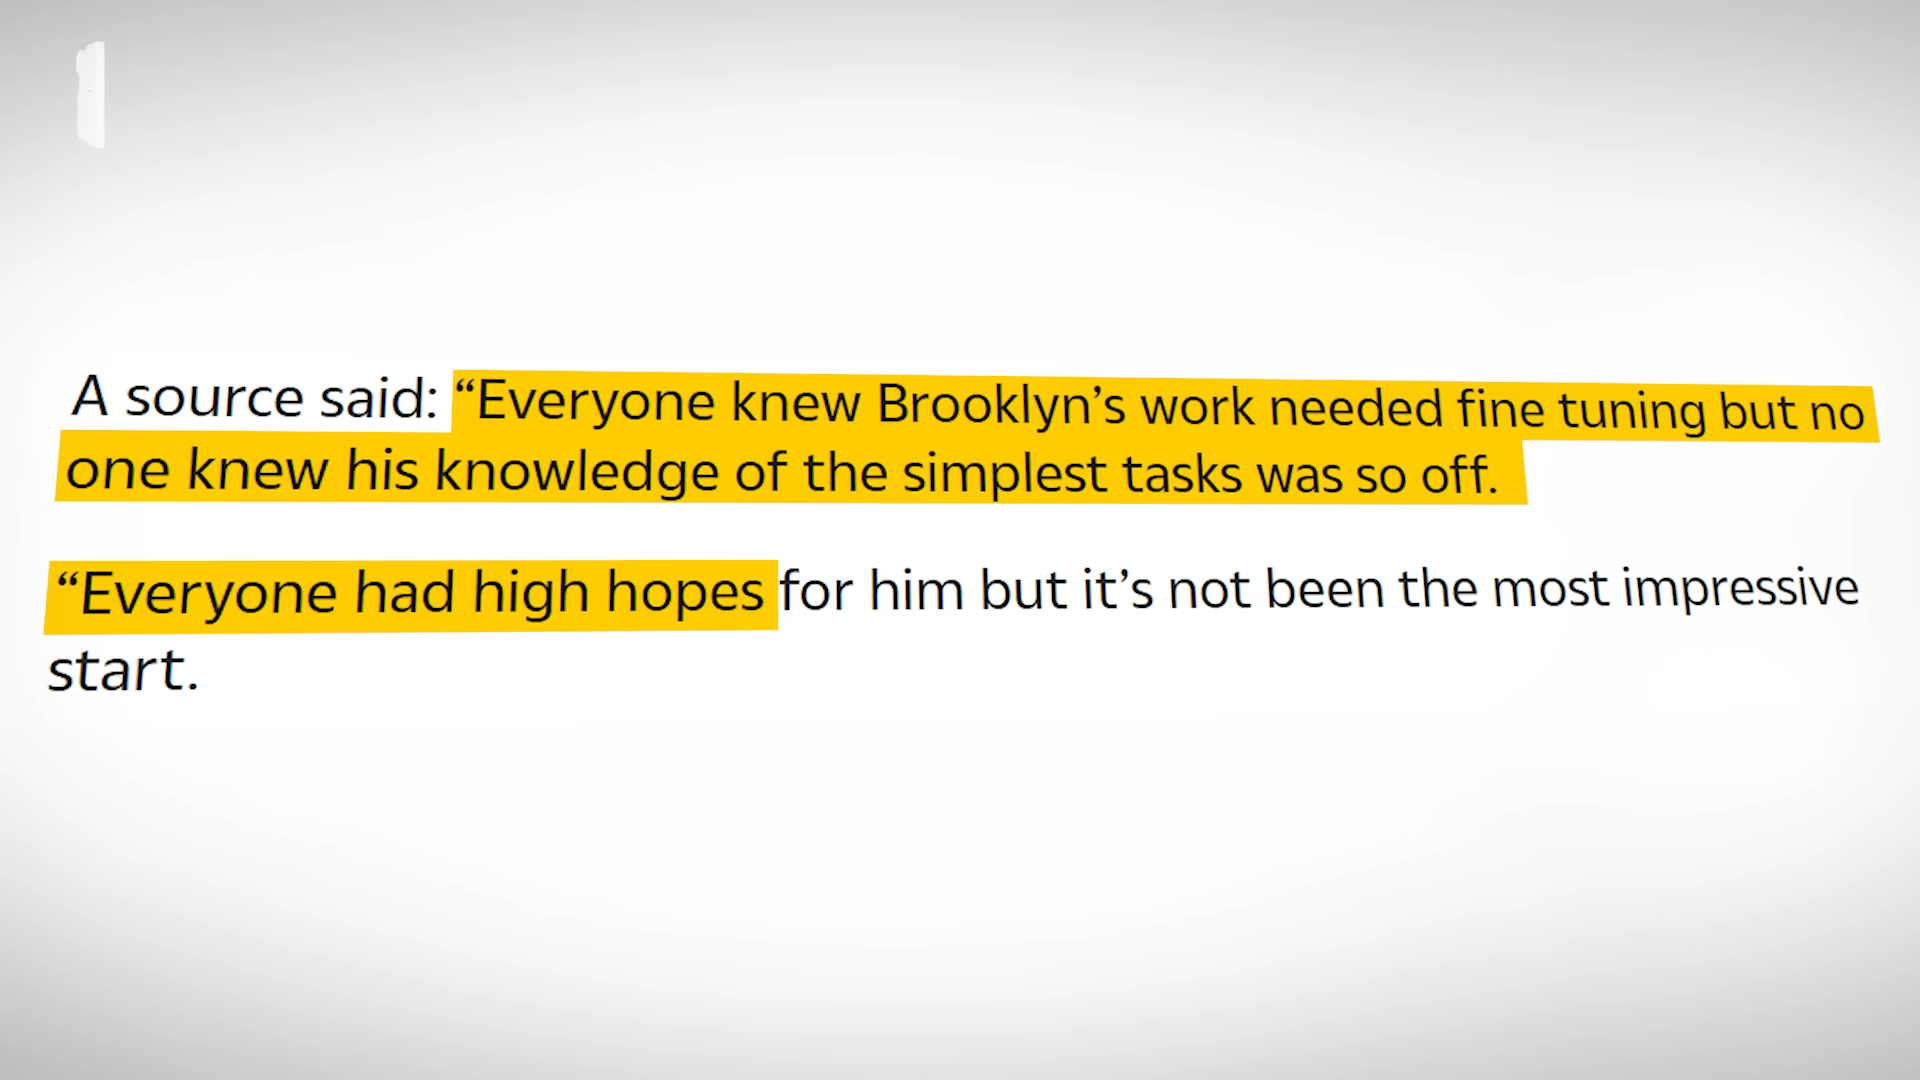 A source said: “Everyone knew Brooklyn’s work needed fine tuning but no
one knew his knowledge of the simplest tasks was so off.
“Everyone had high hopes for him but it’s not been the most impressive
start.